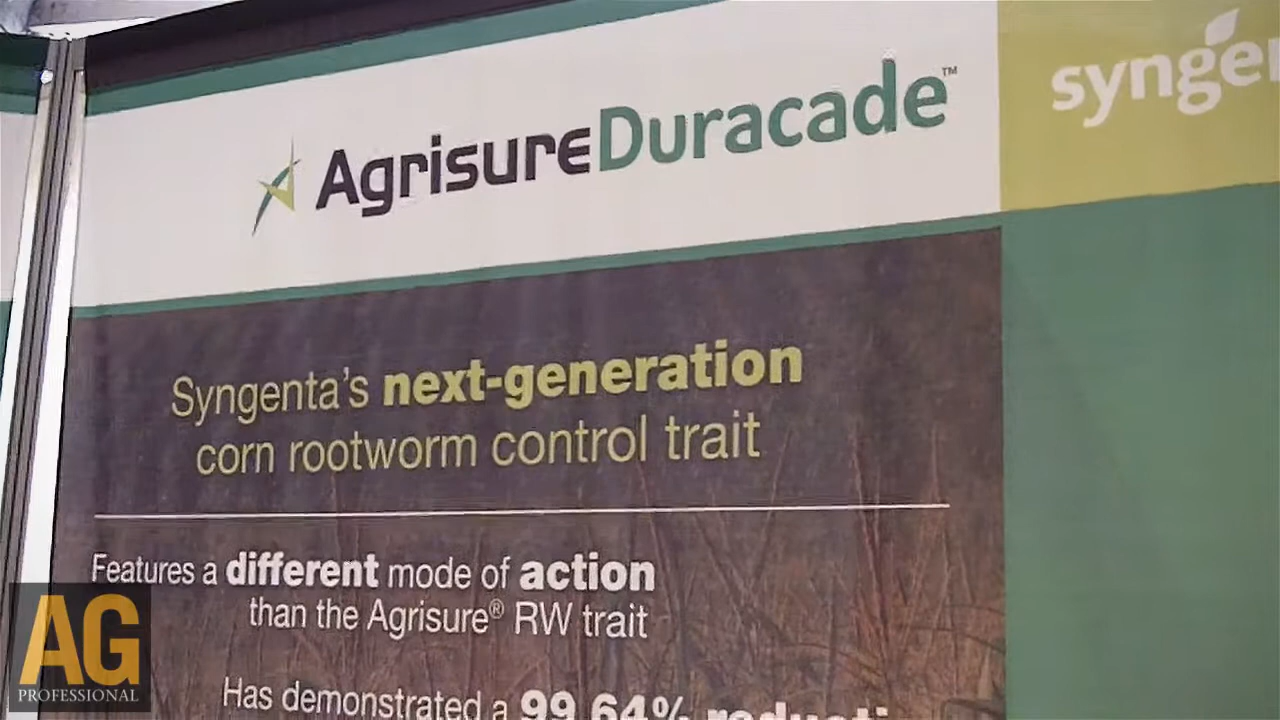 AgrisureDuracade™
Syngenta's next-generation
corn rootworm control trait
Features a different mode of action
than the Agrisure® RW trait
Has demonstrated a 99.64%
AG
PROFESSIONAL